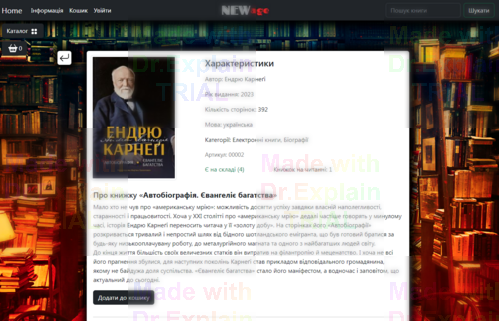 Home Інформація Кошик Увійти NEWage Пошук книги Шукати
Каталог
0
Характеристики
Автор: Ендрю Карнегі
Рік видання: 2023
Кількість сторінок: 392
Мова: українська
Категорії: Електронні книги, Біографії
Артикул: 00002
Є на складі (4) Книжок на читанні: 1
ЕНДРЮ
КАРНЕГІ
ЄВАНГЕЛІЄ
БАГАТСТВА
Про книжку «Автобіографія. Євангеліє багатства»
Мало хто не чув про «американську мрію»: можливість досягти успіху завдяки власній наполегливості,
старанності і працьовитості. Хоча у XXI столітті про «американську мрію» дедалі частіше говорять у минулому
часі, історія Ендрю Карнегі переносить читача у її «золоту добу». На сторінках його «Автобіографії»
розкривається тривалий і непростий шлях від бідного шотландського емігранта, що був готовий братися за
будь-яку низькооплачувану роботу, до металургійного магната та одного з найбагатших людей світу.
До кінця життя більшість своїх величезних статків він витратив на філантропію й меценатство. І хоча не всі
його прагнення збулися, для наступних поколінь Карнегі став прикладом відповідального громадянина,
якому не байдужа доля суспільства. «Євангеліє багатства» стало його маніфестом, а водночас і заповітом, що
актуальний до сьогодні.
Додати до кошику
Made with
Dr.Explain
TRIAL
Made with
Dr.Explain
Made with
Dr.Explain